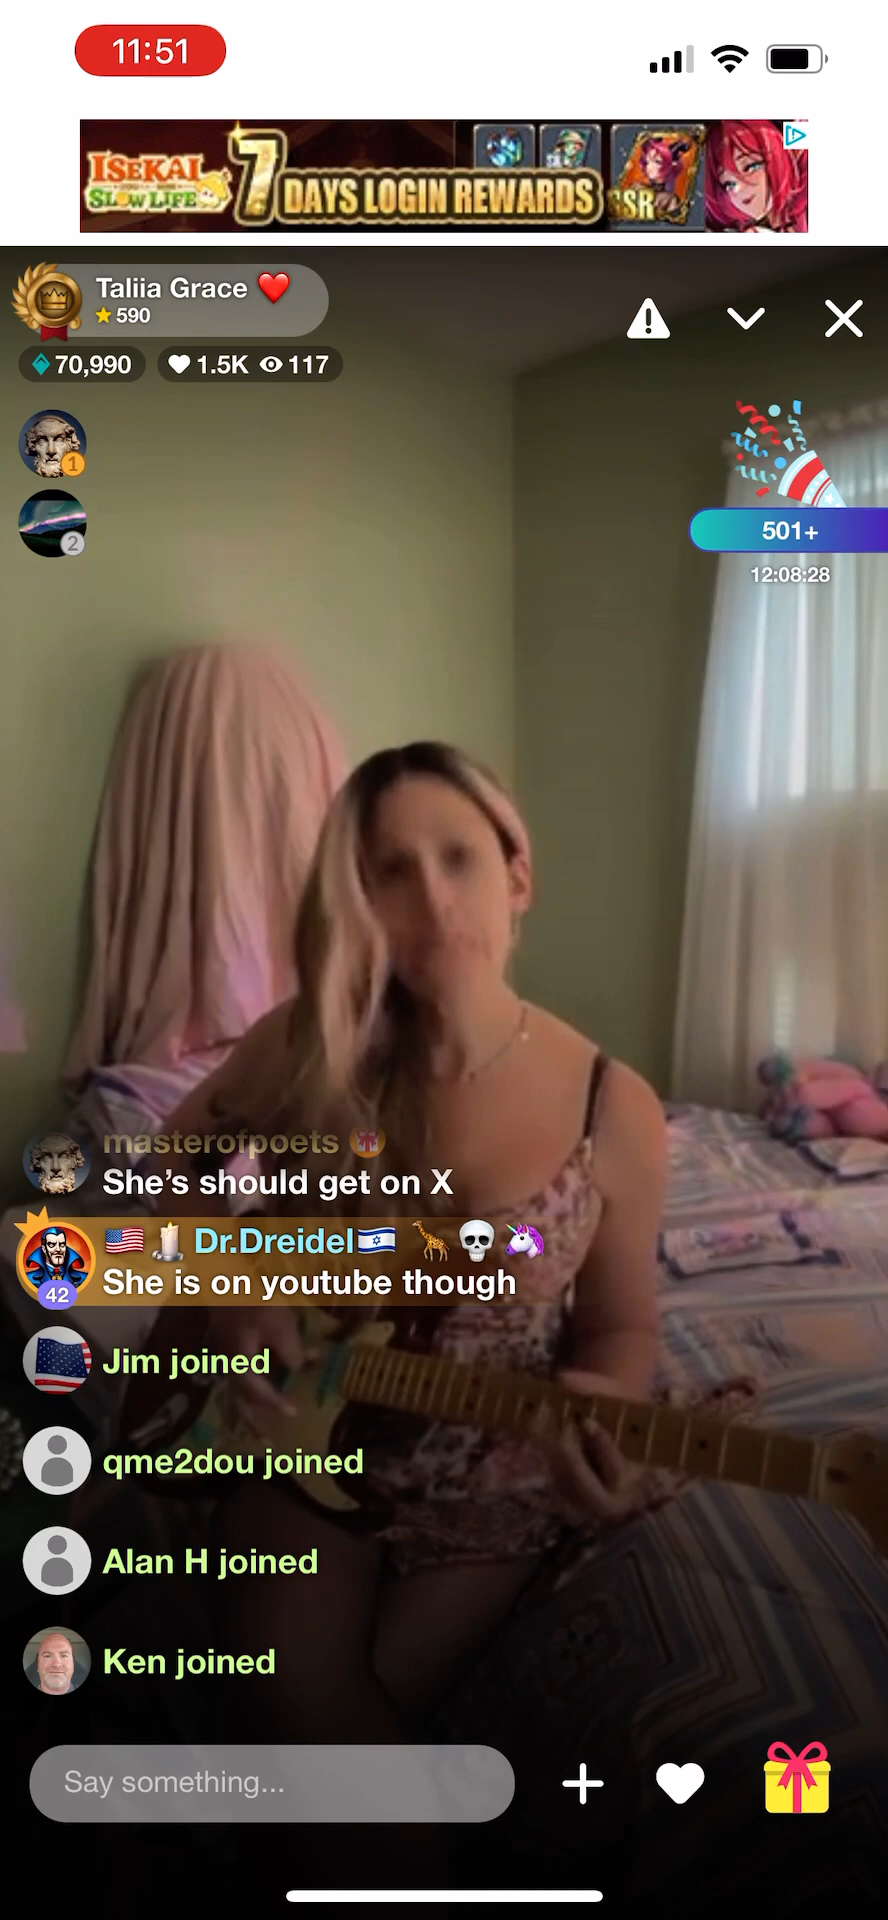 11:51
ISEKAI
SLOW LIFE
7
DAYS LOGIN REWARDS
SSR
Taliia Grace ❤️
590
70,990
1.5K
117
1
2
501+
12:08:28
masterofpoets
She's should get on X
🇺🇸🕯️ Dr.Dreidel🇮🇱 🦒💀🦄
42
She is on youtube though
Jim joined
qme2dou joined
Alan H joined
Ken joined
Say something...